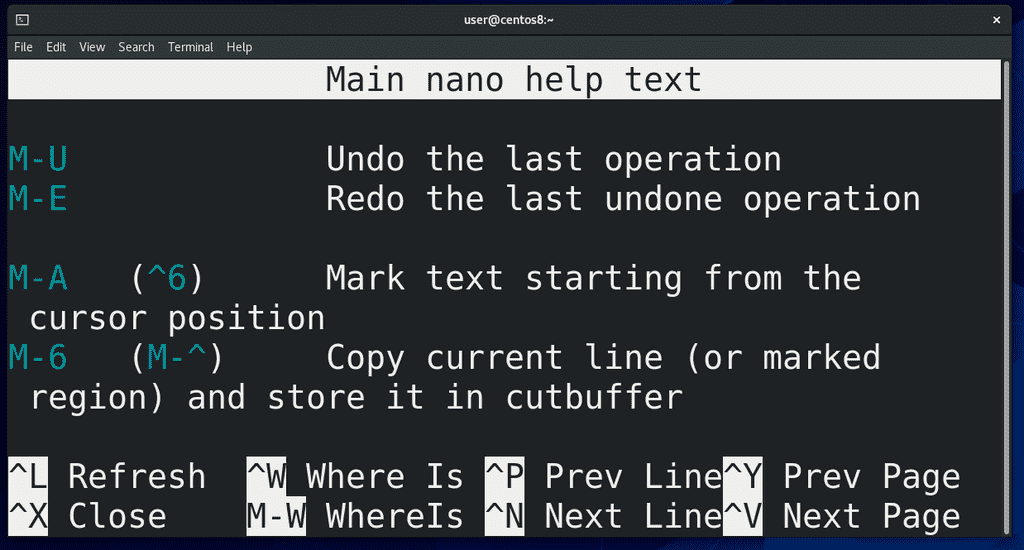 user@centos8:~
File Edit View Search Terminal Help
Main nano help text
M-U Undo the last operation
M-E Redo the last undone operation
M-A (^6) Mark text starting from the
cursor position
M-6 (M-^) Copy current line (or marked
region) and store it in cutbuffer
^L Refresh ^W Where Is ^P Prev Line ^Y Prev Page
^X Close M-W WhereIs ^N Next Line ^V Next Page